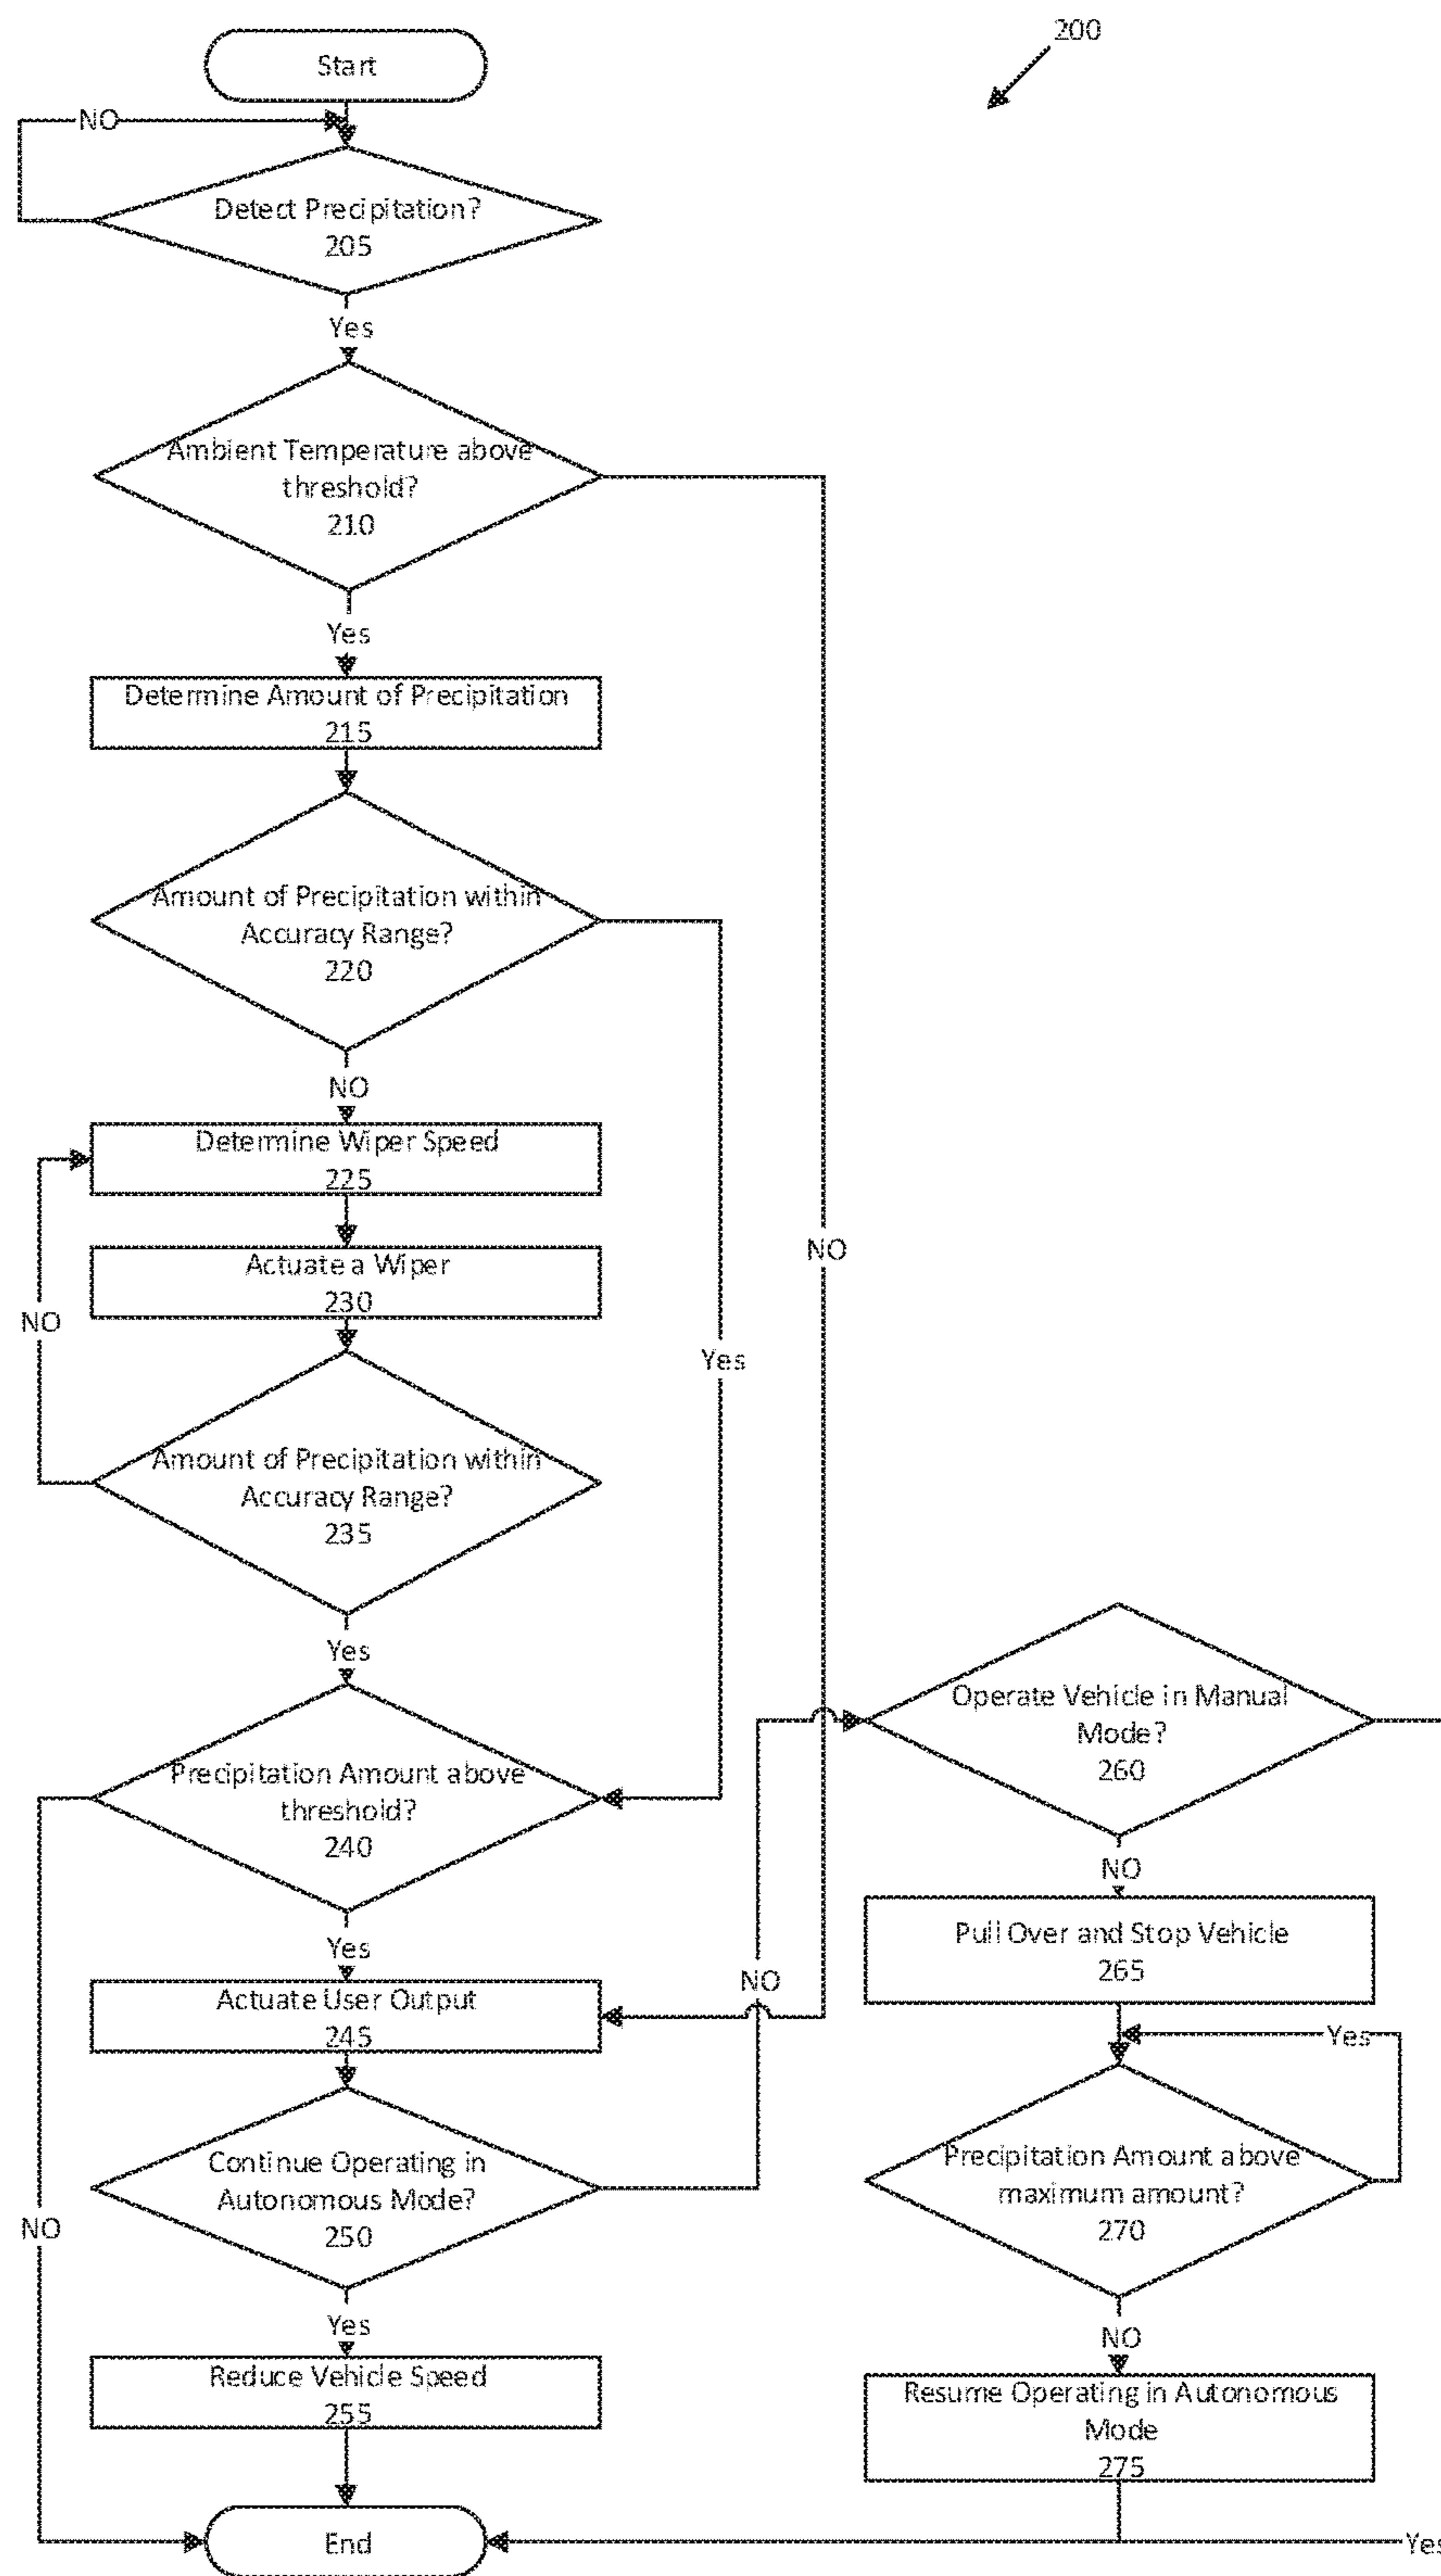 200
Start
NO
Detect Precipitation?
205
Yes
Ambient Temperature above
threshold?
210
Yes
Determine Amount of Precipitation
215
Amount of Precipitation within
Accuracy Range?
220
NO
Determine Wiper Speed
225
Actuate a Wiper
230
NO
NO
Yes
Amount of Precipitation within
Accuracy Range?
235
Yes
Precipitation Amount above
threshold?
240
Yes
Actuate User Output
245
NO
Continue Operating in
Autonomous Mode?
250
NO
Yes
Reduce Vehicle Speed
255
End
Operate Vehicle in Manual
Mode?
260
NO
Pull Over and Stop Vehicle
265
Yes
Precipitation Amount above
maximum amount?
270
NO
Resume Operating in Autonomous
Mode
275
Yes